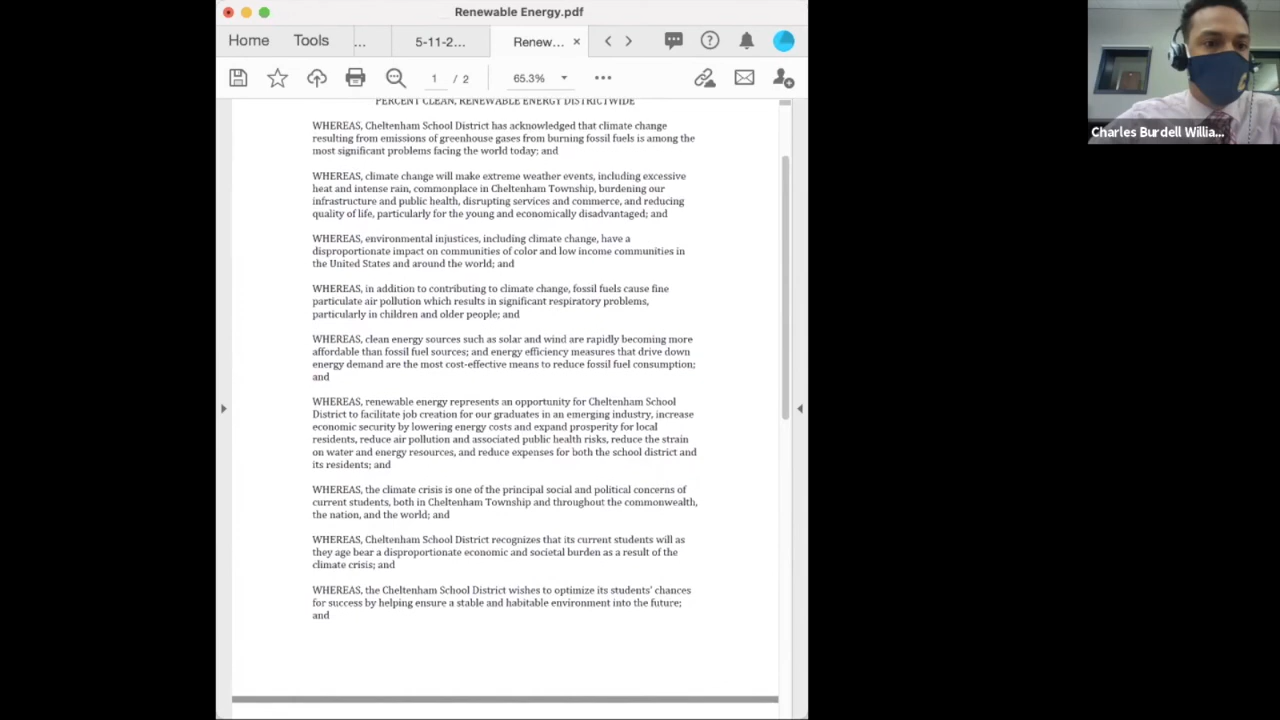 Renewable Energy.pdf
Home
Tools
...
5-11-2...
Renew...
1 / 2
65.3%
PERCENT CLEAN, RENEWABLE ENERGY DISTRICTWIDE
WHEREAS, Cheltenham School District has acknowledged that climate change
resulting from emissions of greenhouse gases from burning fossil fuels is among the
most significant problems facing the world today; and
WHEREAS, climate change will make extreme weather events, including excessive
heat and intense rain, commonplace in Cheltenham Township, burdening our
infrastructure and public health, disrupting services and commerce, and reducing
quality of life, particularly for the young and economically disadvantaged; and
WHEREAS, environmental injustices, including climate change, have a
disproportionate impact on communities of color and low income communities in
the United States and around the world; and
WHEREAS, in addition to contributing to climate change, fossil fuels cause fine
particulate air pollution which results in significant respiratory problems,
particularly in children and older people; and
WHEREAS, clean energy sources such as solar and wind are rapidly becoming more
affordable than fossil fuel sources; and energy efficiency measures that drive down
energy demand are the most cost-effective means to reduce fossil fuel consumption;
and
WHEREAS, renewable energy represents an opportunity for Cheltenham School
District to facilitate job creation for our graduates in an emerging industry, increase
economic security by lowering energy costs and expand prosperity for local
residents, reduce air pollution and associated public health risks, reduce the strain
on water and energy resources, and reduce expenses for both the school district and
its residents; and
WHEREAS, the climate crisis is one of the principal social and political concerns of
current students, both in Cheltenham Township and throughout the commonwealth,
the nation, and the world; and
WHEREAS, Cheltenham School District recognizes that its current students will as
they age bear a disproportionate economic and societal burden as a result of the
climate crisis; and
WHEREAS, the Cheltenham School District wishes to optimize its students' chances
for success by helping ensure a stable and habitable environment into the future;
and
Charles Burdell Willia...